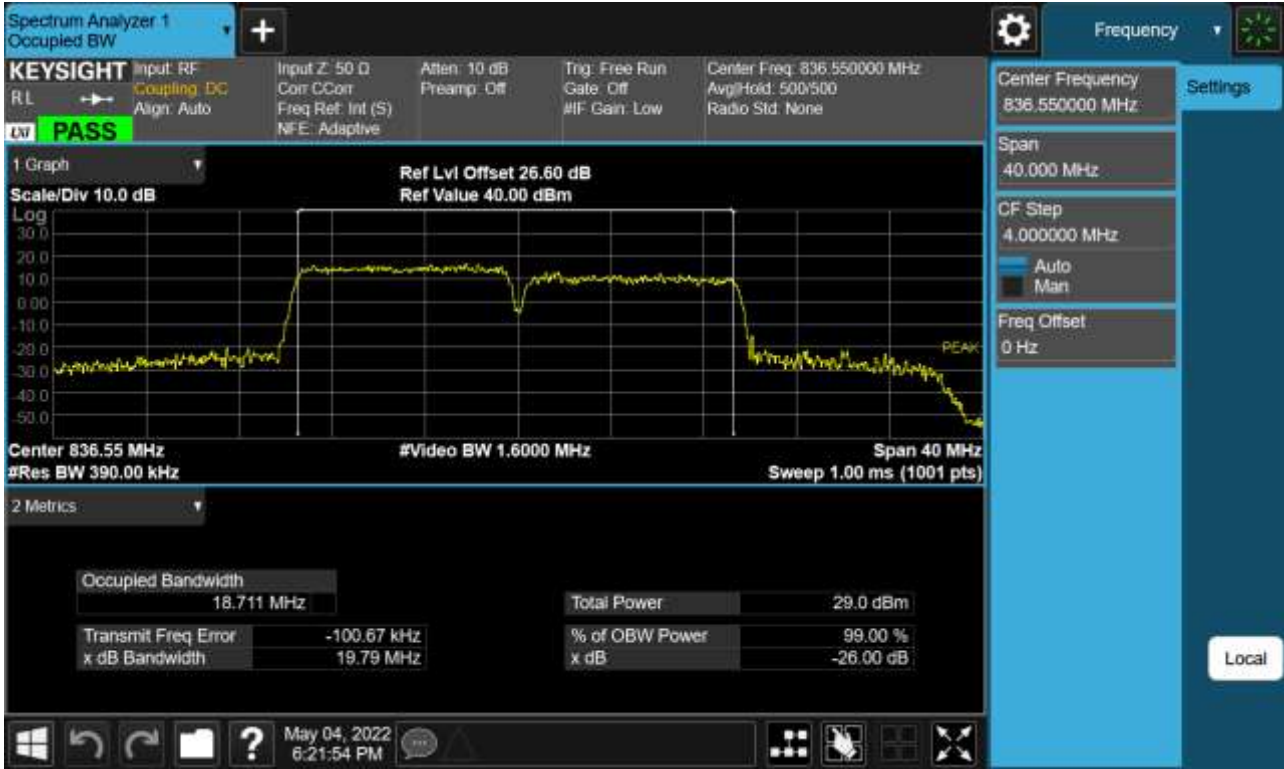 Spectrum Analyzer 1
Occupied BW
+
Frequency
KEYSIGHT
RL
LXI
PASS
Input: RF
Coupling: DC
Align: Auto
Input Z: 50 Ω
Corr CCorr
Freq Ref: Int (S)
NFE: Adaptive
Atten: 10 dB
Preamp: Off
Trig: Free Run
Gate: Off
#IF Gain: Low
Center Freq: 836.550000 MHz
Avg|Hold: 500/500
Radio Std: None
Center Frequency
836.550000 MHz
Settings
Span
40.000 MHz
CF Step
4.000000 MHz
Auto
Man
Freq Offset
0 Hz
Local
1 Graph
Scale/Div 10.0 dB
Ref Lvl Offset 26.60 dB
Ref Value 40.00 dBm
Log
30.0
20.0
10.0
0.00
-10.0
-20.0
-30.0
-40.0
-50.0
PEAK
Center 836.55 MHz
#Video BW 1.6000 MHz
Span 40 MHz
#Res BW 390.00 kHz
Sweep 1.00 ms (1001 pts)
2 Metrics
Occupied Bandwidth
18.711 MHz
Total Power 29.0 dBm
Transmit Freq Error -100.67 kHz
% of OBW Power 99.00 %
x dB Bandwidth 19.79 MHz
x dB -26.00 dB
?
May 04, 2022
6:21:54 PM